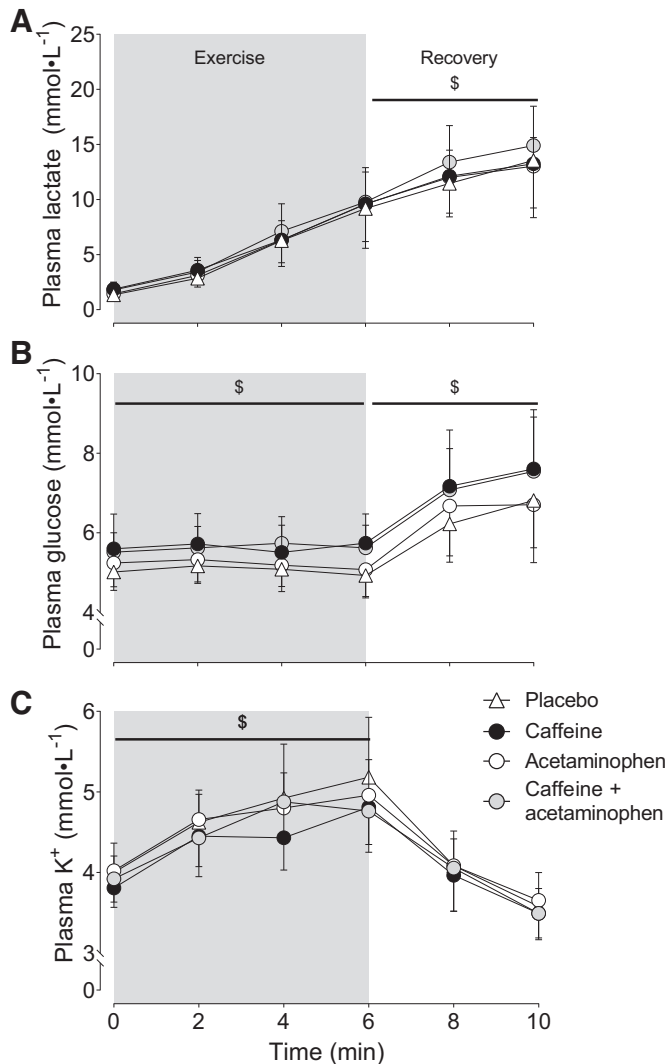 A
Plasma lactate (mmol•L⁻¹)
25
20
15
10
5
0
Exercise
Recovery
$
B
Plasma glucose (mmol•L⁻¹)
10
8
6
4
0
$
$
C
Plasma K⁺ (mmol•L⁻¹)
6
5
4
3
0
$
Placebo
Caffeine
Acetaminophen
Caffeine +
acetaminophen
0 2 4 6 8 10
Time (min)